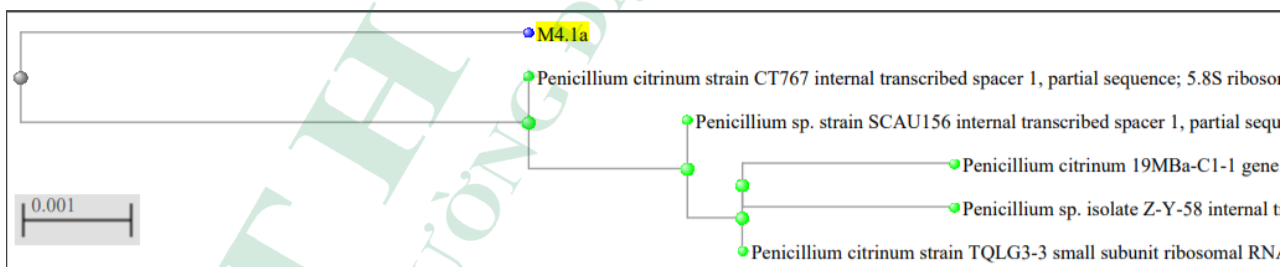 M4.1a
Penicillium citrinum strain CT767 internal transcribed spacer 1, partial sequence; 5.8S
Penicillium sp. strain SCAU156 internal transcribed spacer 1, partial
Penicillium citrinum 19MBa-C1-1 gene
Penicillium sp. isolate Z-Y-58 internal
Penicillium citrinum strain TQLG3-3 small subunit ribosomal RNA
0.001
TH
ƯỜNG